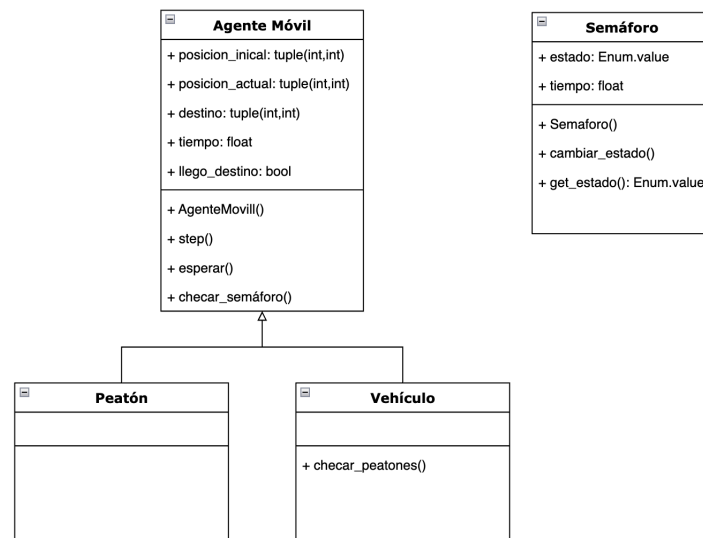 Agente Móvil
+ posicion_inical: tuple(int,int)
+ posicion_actual: tuple(int,int)
+ destino: tuple(int,int)
+ tiempo: float
+ llego_destino: bool
+ AgenteMovill()
+ step()
+ esperar()
+ checar_semáforo()
Semáforo
+ estado: Enum.value
+ tiempo: float
+ Semaforo()
+ cambiar_estado()
+ get_estado(): Enum.value
Peatón
Vehículo
+ checar_peatones()